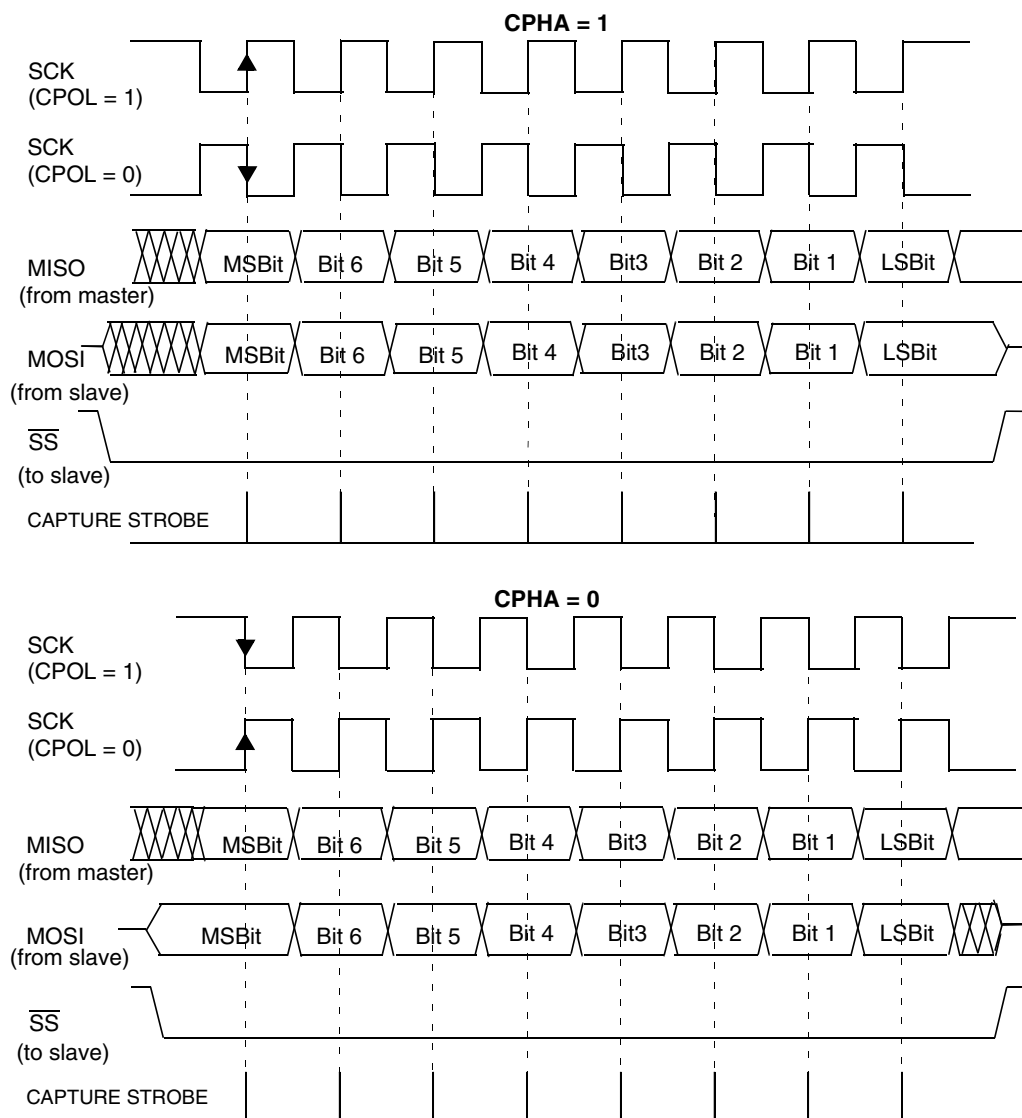 CPHA = 1
SCK
(CPOL = 1)
SCK
(CPOL = 0)
MISO
(from master)
MSBit Bit 6 Bit 5 Bit 4 Bit3 Bit 2 Bit 1 LSBit
MOSI
(from slave)
MSBit Bit 6 Bit 5 Bit 4 Bit3 Bit 2 Bit 1 LSBit
SS
(to slave)
CAPTURE STROBE
CPHA = 0
SCK
(CPOL = 1)
SCK
(CPOL = 0)
MISO
(from master)
MSBit Bit 6 Bit 5 Bit 4 Bit3 Bit 2 Bit 1 LSBit
MOSI
(from slave)
MSBit Bit 6 Bit 5 Bit 4 Bit3 Bit 2 Bit 1 LSBit
SS
(to slave)
CAPTURE STROBE